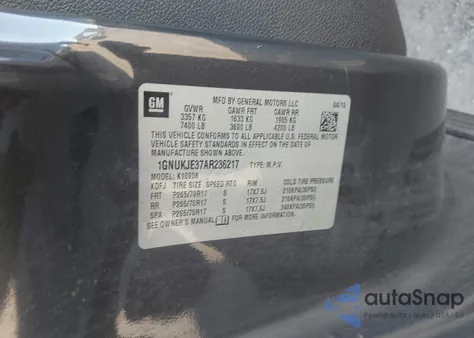 GM
MFD BY GENERAL MOTORS LLC 04/10
GVWR GAWR FRT GAWR RR
3357 KG 1633 KG 1905 KG
7400 LB 3600 LB 4200 LB
THIS VEHICLE CONFORMS TO ALL APPLICABLE U.S. FEDERAL MOTOR
VEHICLE SAFETY STANDARDS IN EFFECT ON THE DATE OF
MANUFACTURE SHOWN ABOVE.
1GNUKJE37AR236217 TYPE: M.P.V.
MODEL: K10906
KDFJ TIRE SIZE SPEED RTG RIM COLD TIRE PRESSURE
FRT P265/70R17 S 17X7.5J 210KPA(30PSI)
RR P265/70R17 S 17X7.5J 210KPA(30PSI)
SPA P265/70R17 S 17X7.5J 240KPA(35PSI)
SEE OWNER'S MANUAL FOR ADDITIONAL INFORMATION.
autoSnap